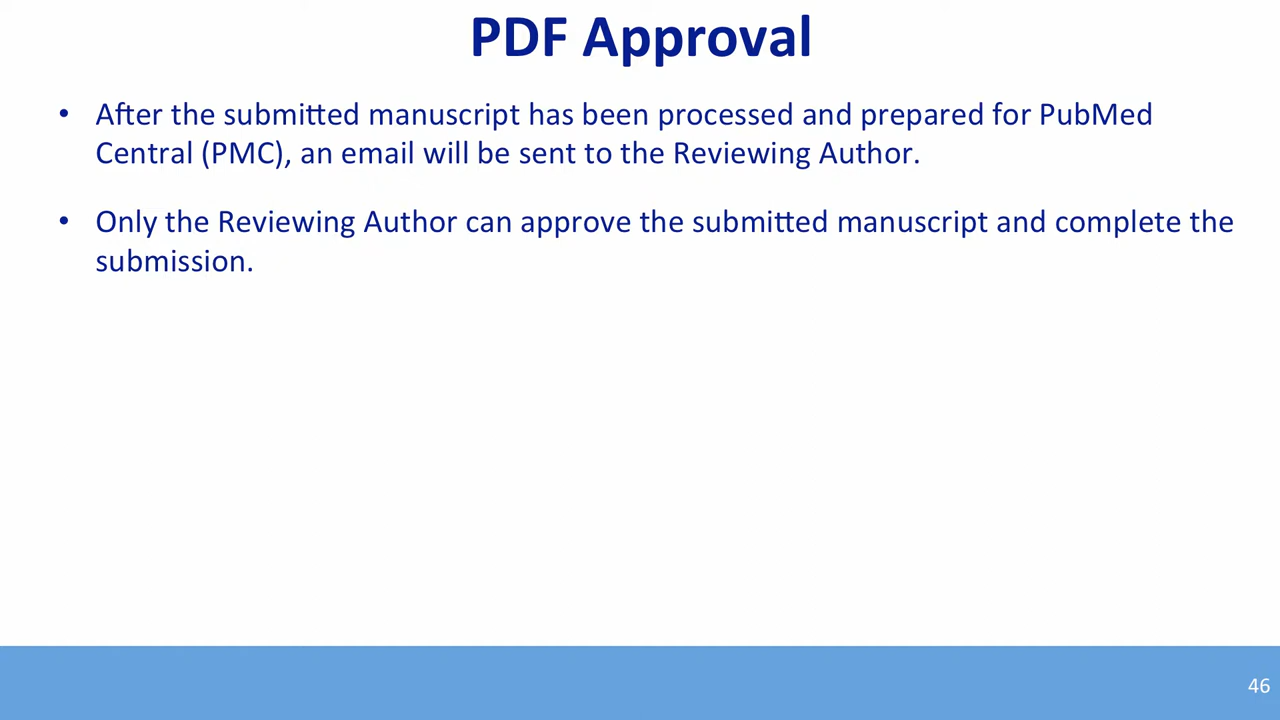 PDF Approval
• After the submitted manuscript has been processed and prepared for PubMed
Central (PMC), an email will be sent to the Reviewing Author.
• Only the Reviewing Author can approve the submitted manuscript and complete the
submission.
46